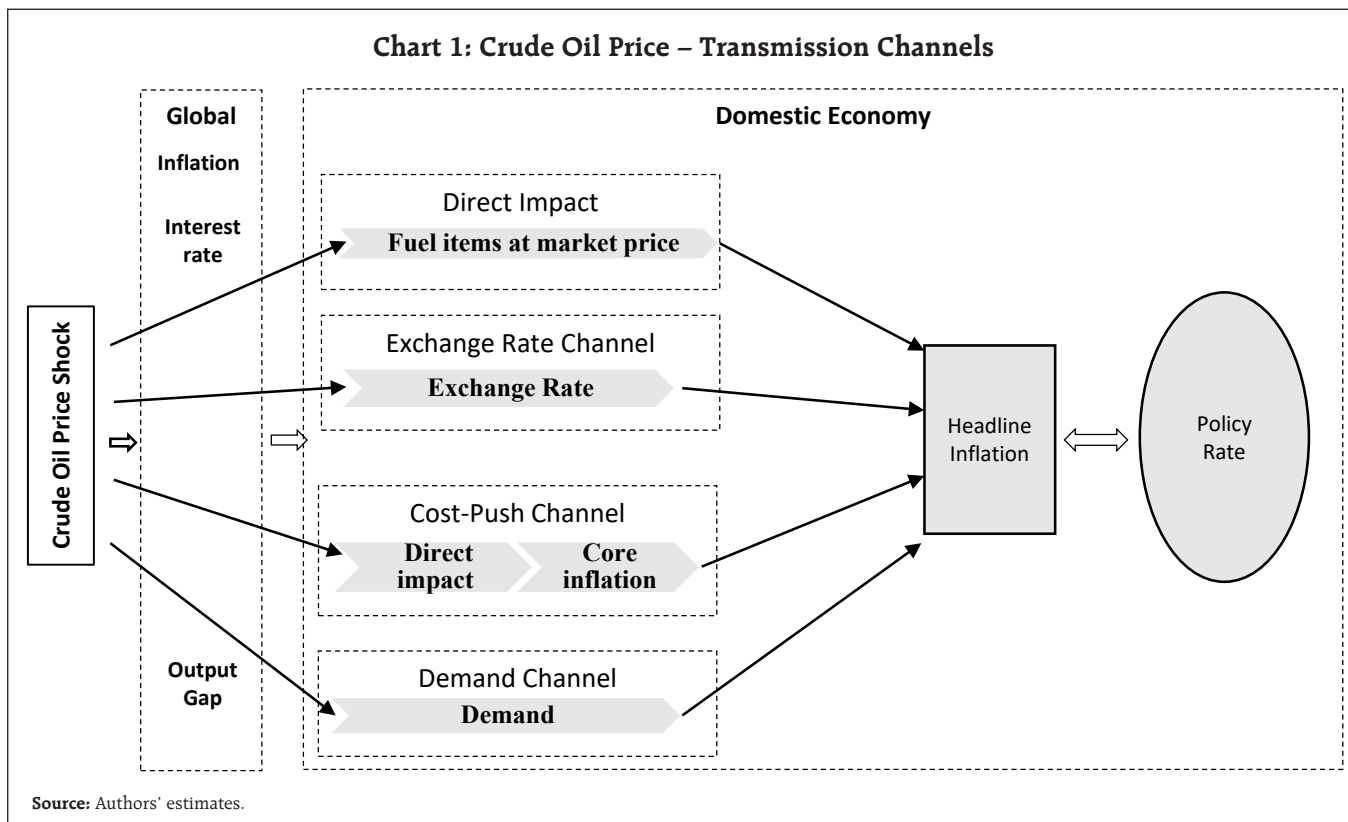 Chart 1: Crude Oil Price – Transmission Channels
Crude Oil Price Shock
Global
Inflation
Interest
rate
Output
Gap
Domestic Economy
Direct Impact
Fuel items at market price
Exchange Rate Channel
Exchange Rate
Cost-Push Channel
Direct
impact
Core
inflation
Demand Channel
Demand
Headline
Inflation
Policy
Rate
Source: Authors’ estimates.